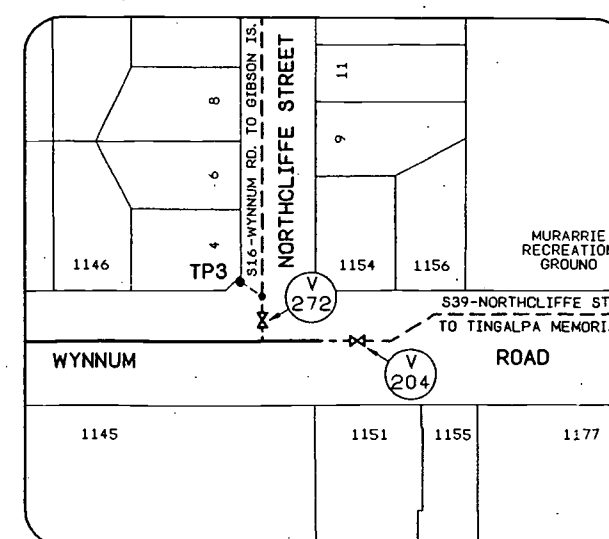 S16-WYNNUM RD. TO GIBSON IS.
NORTHCLIFFE STREET
8
6
4
11
9
1146
TP3
V
272
1154
1156
MURARRIE
RECREATION
GROUND
S39-NORTHCLIFFE ST
TO TINGALPA MEMORI
WYNNUM
V
204
ROAD
1145
1151
1155
1177